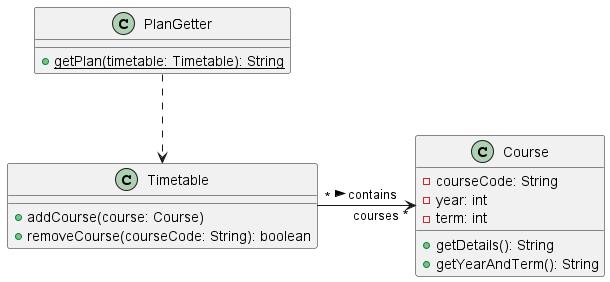 C PlanGetter
getPlan(timetable: Timetable): String
C Timetable
addCourse(course: Course)
removeCourse(courseCode: String): boolean
* contains
courses *
C Course
courseCode: String
year: int
term: int
getDetails(): String
getYearAndTerm(): String